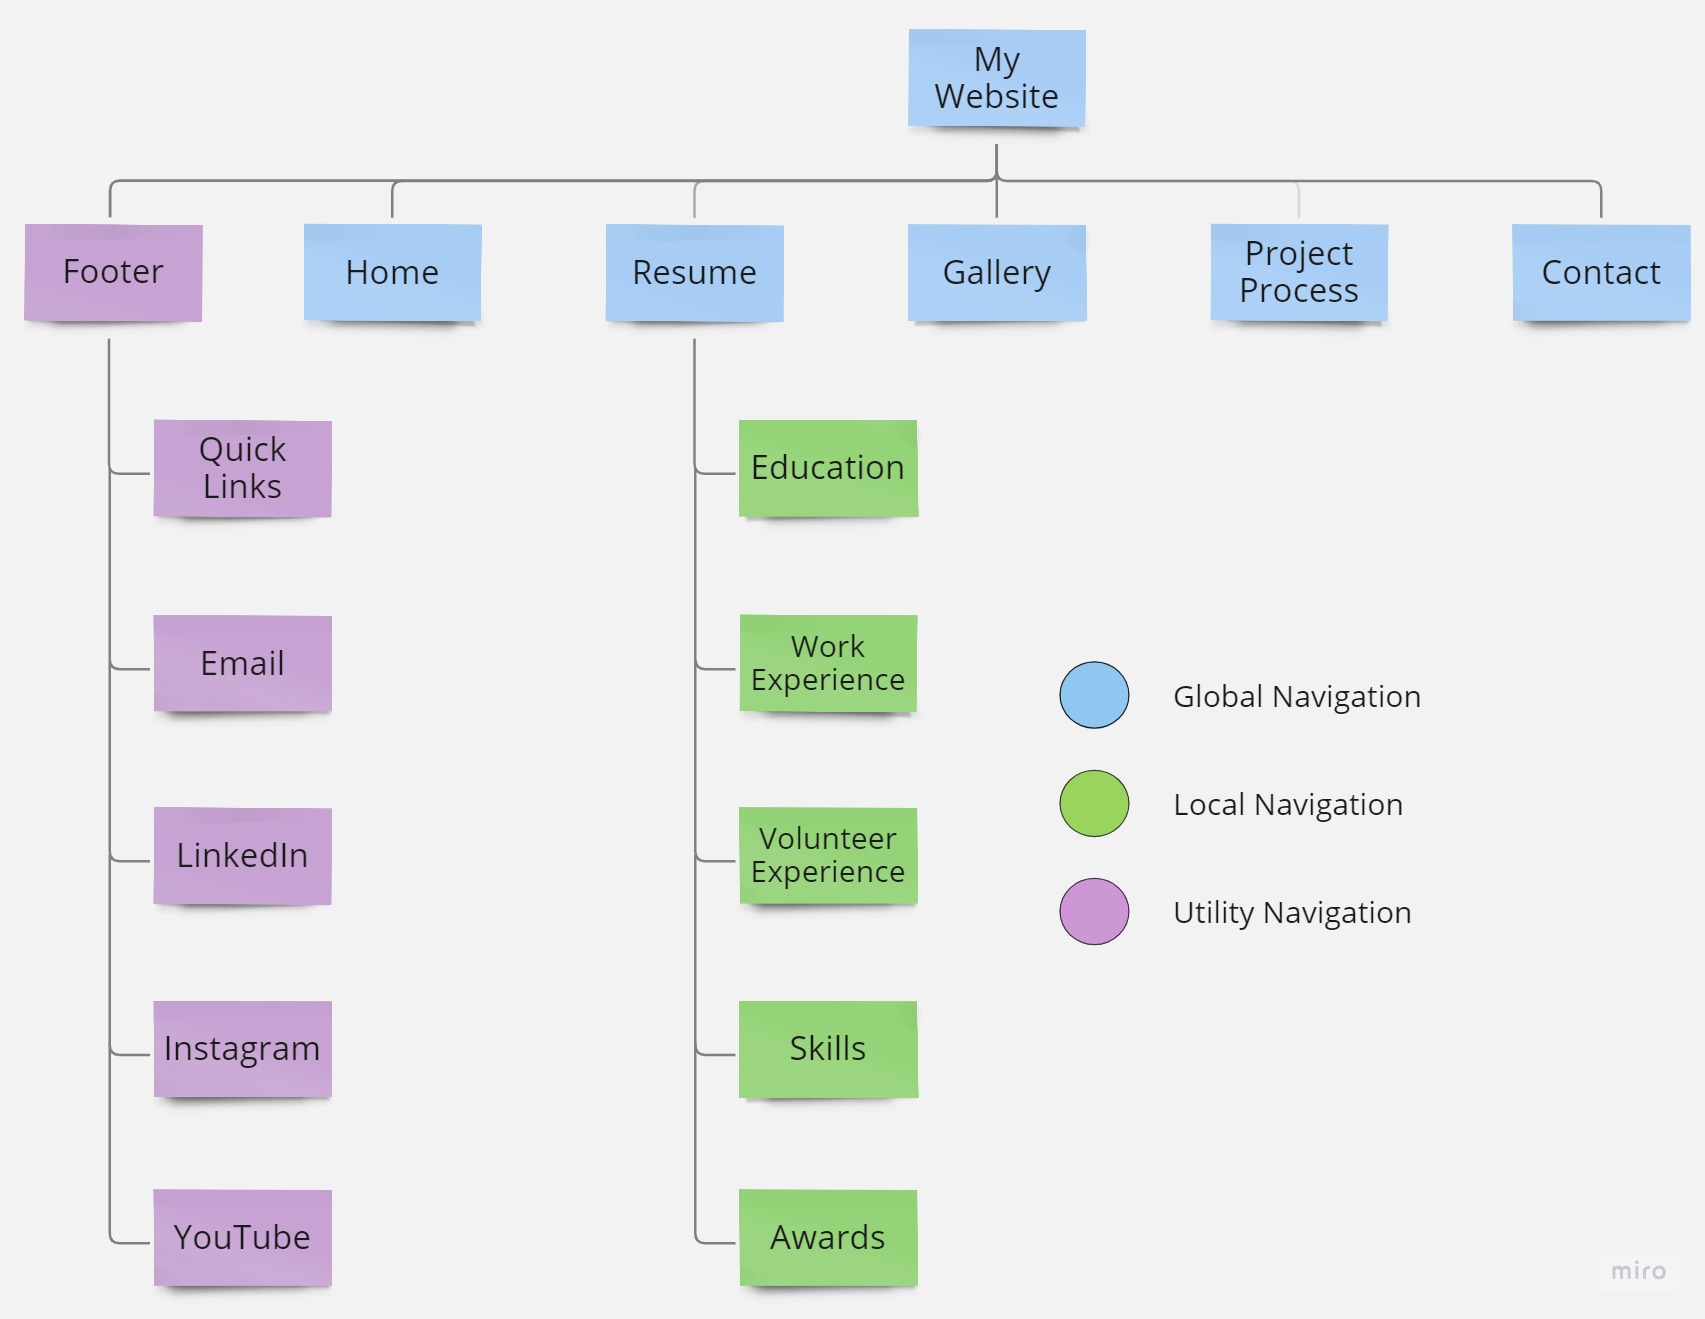 My
Website
Footer
Home
Resume
Gallery
Project
Process
Contact
Quick
Links
Email
LinkedIn
Instagram
YouTube
Education
Work
Experience
Volunteer
Experience
Skills
Awards
Global Navigation
Local Navigation
Utility Navigation
miro